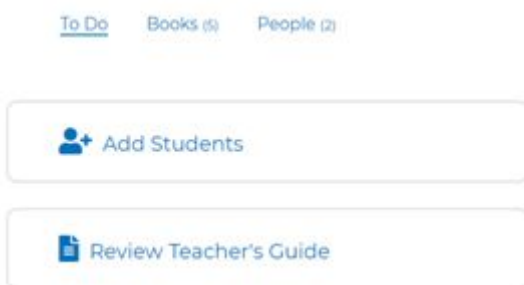 To Do Books (5) People (2)
Add Students
Review Teacher's Guide